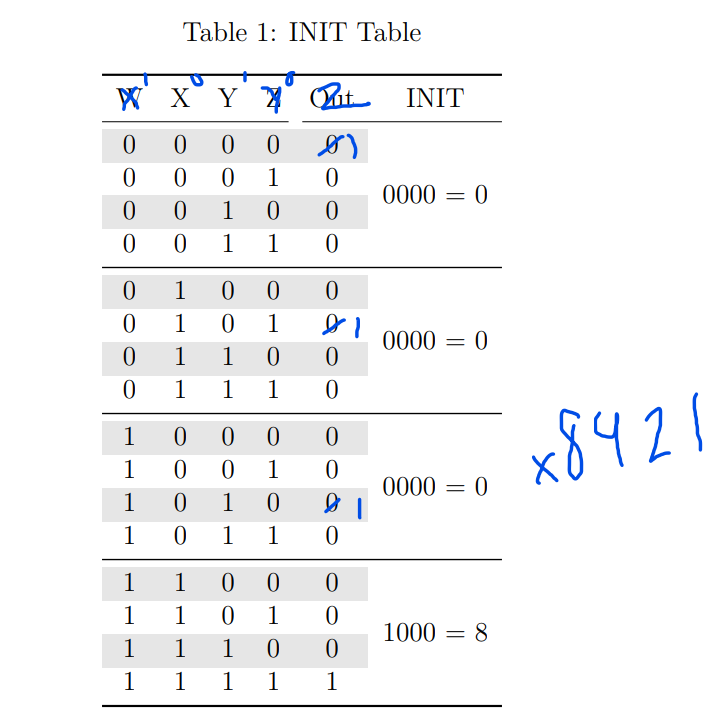 Table 1: INIT Table
1 0 1 0
X Y 2
W X Y Z Out INIT
0 0 0 0 0 1
0 0 0 1 0
0 0 1 0 0
0 0 1 1 0
0000 = 0
0 1 0 0 0
0 1 0 1 0 1
0 1 1 0 0
0 1 1 1 0
0000 = 0
1 0 0 0 0
1 0 0 1 0
1 0 1 0 0 1
1 0 1 1 0
0000 = 0
1 1 0 0 0
1 1 0 1 0
1 1 1 0 0
1 1 1 1 1
1000 = 8
x8421